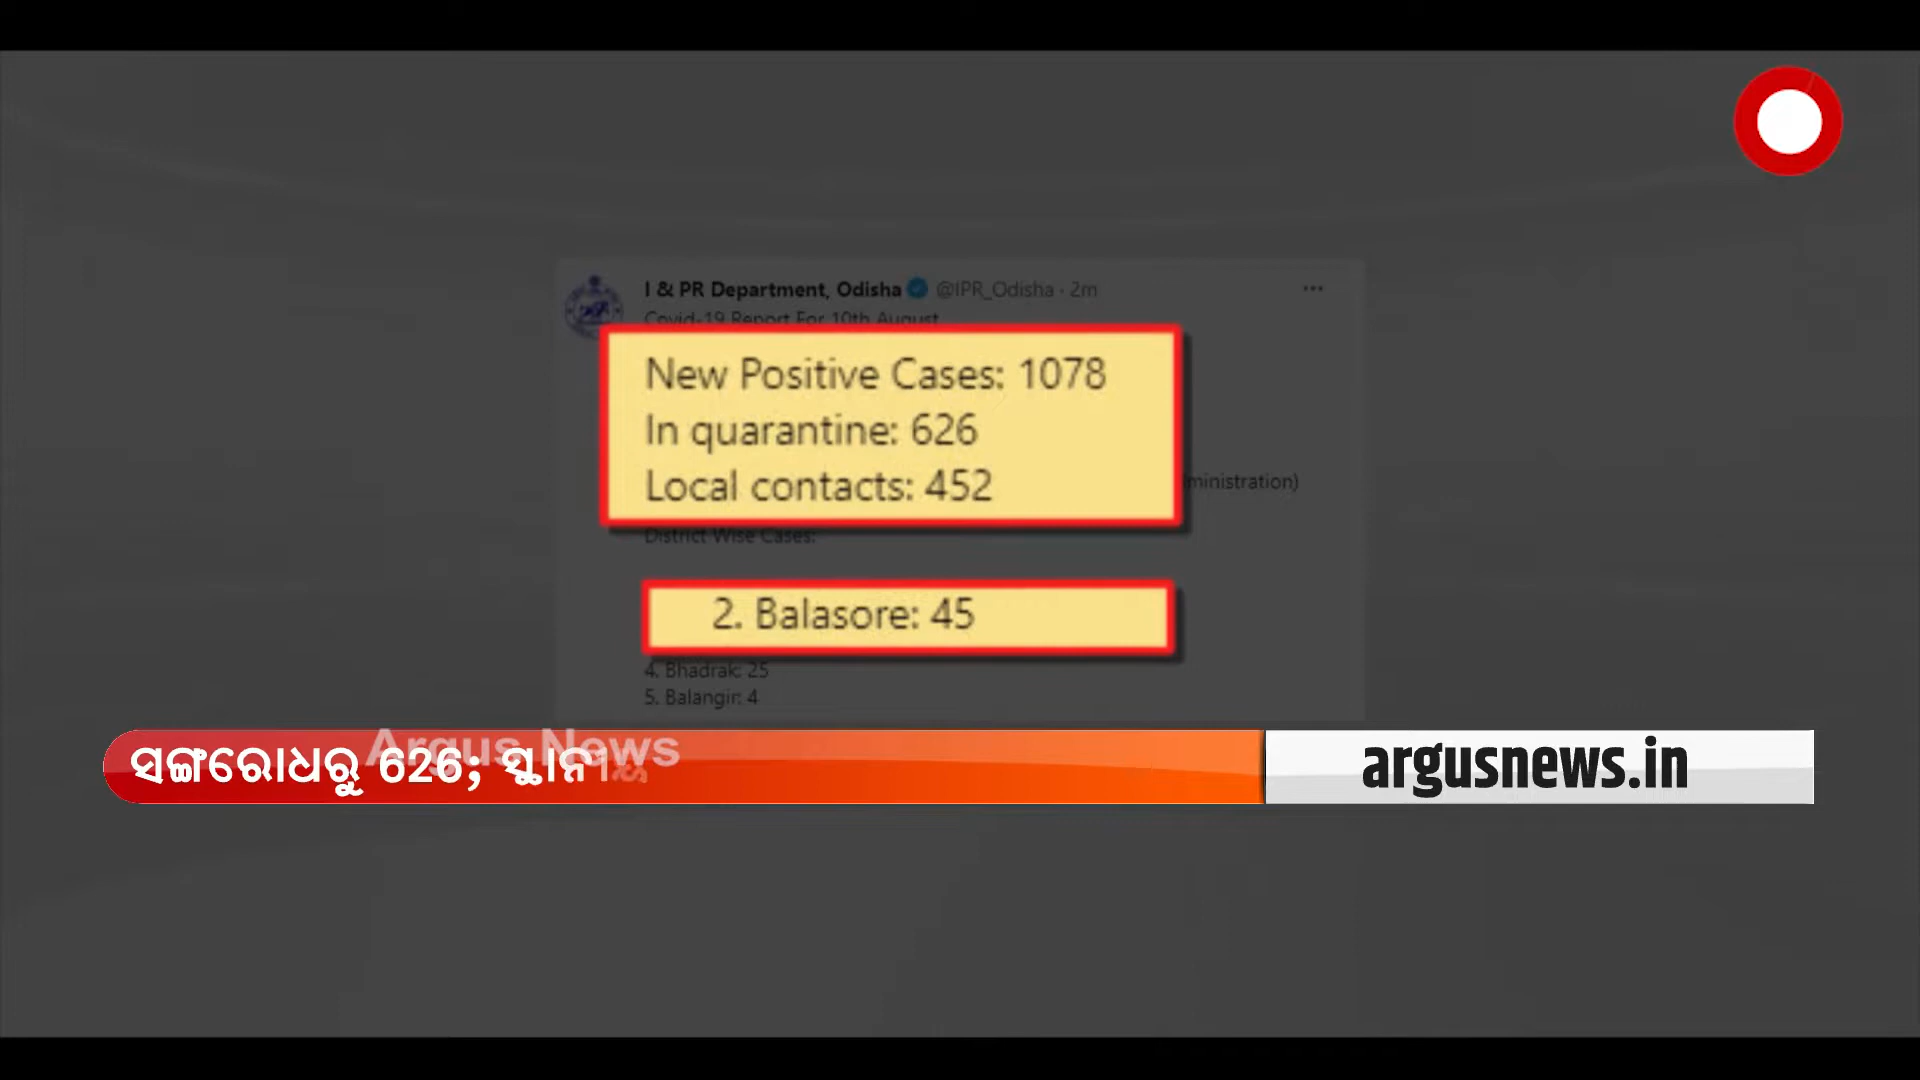 I & PR Department, Odisha @IPR_Odisha · 2m
Covid-19 Report For 10th August
New Positive Cases: 1078
In quarantine: 626
Local contacts: 452
ministration)
District Wise Cases:
2. Balasore: 45
4. Bhadrak: 25
5. Balangir: 4
Argus News
ସଙ୍ଗରୋଧରୁ 626; ସ୍ଥାନୀ
argusnews.in